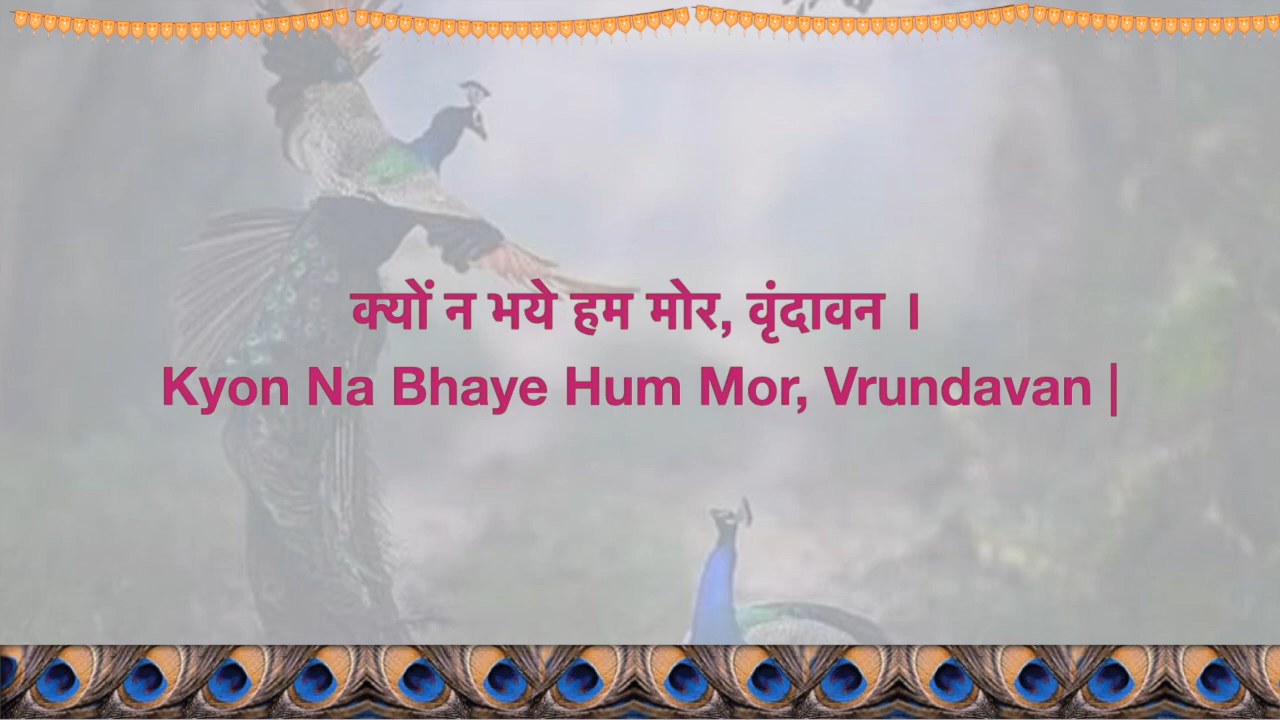 क्यों न भये हम मोर, वृंदावन ।
Kyon Na Bhaye Hum Mor, Vrundavan |